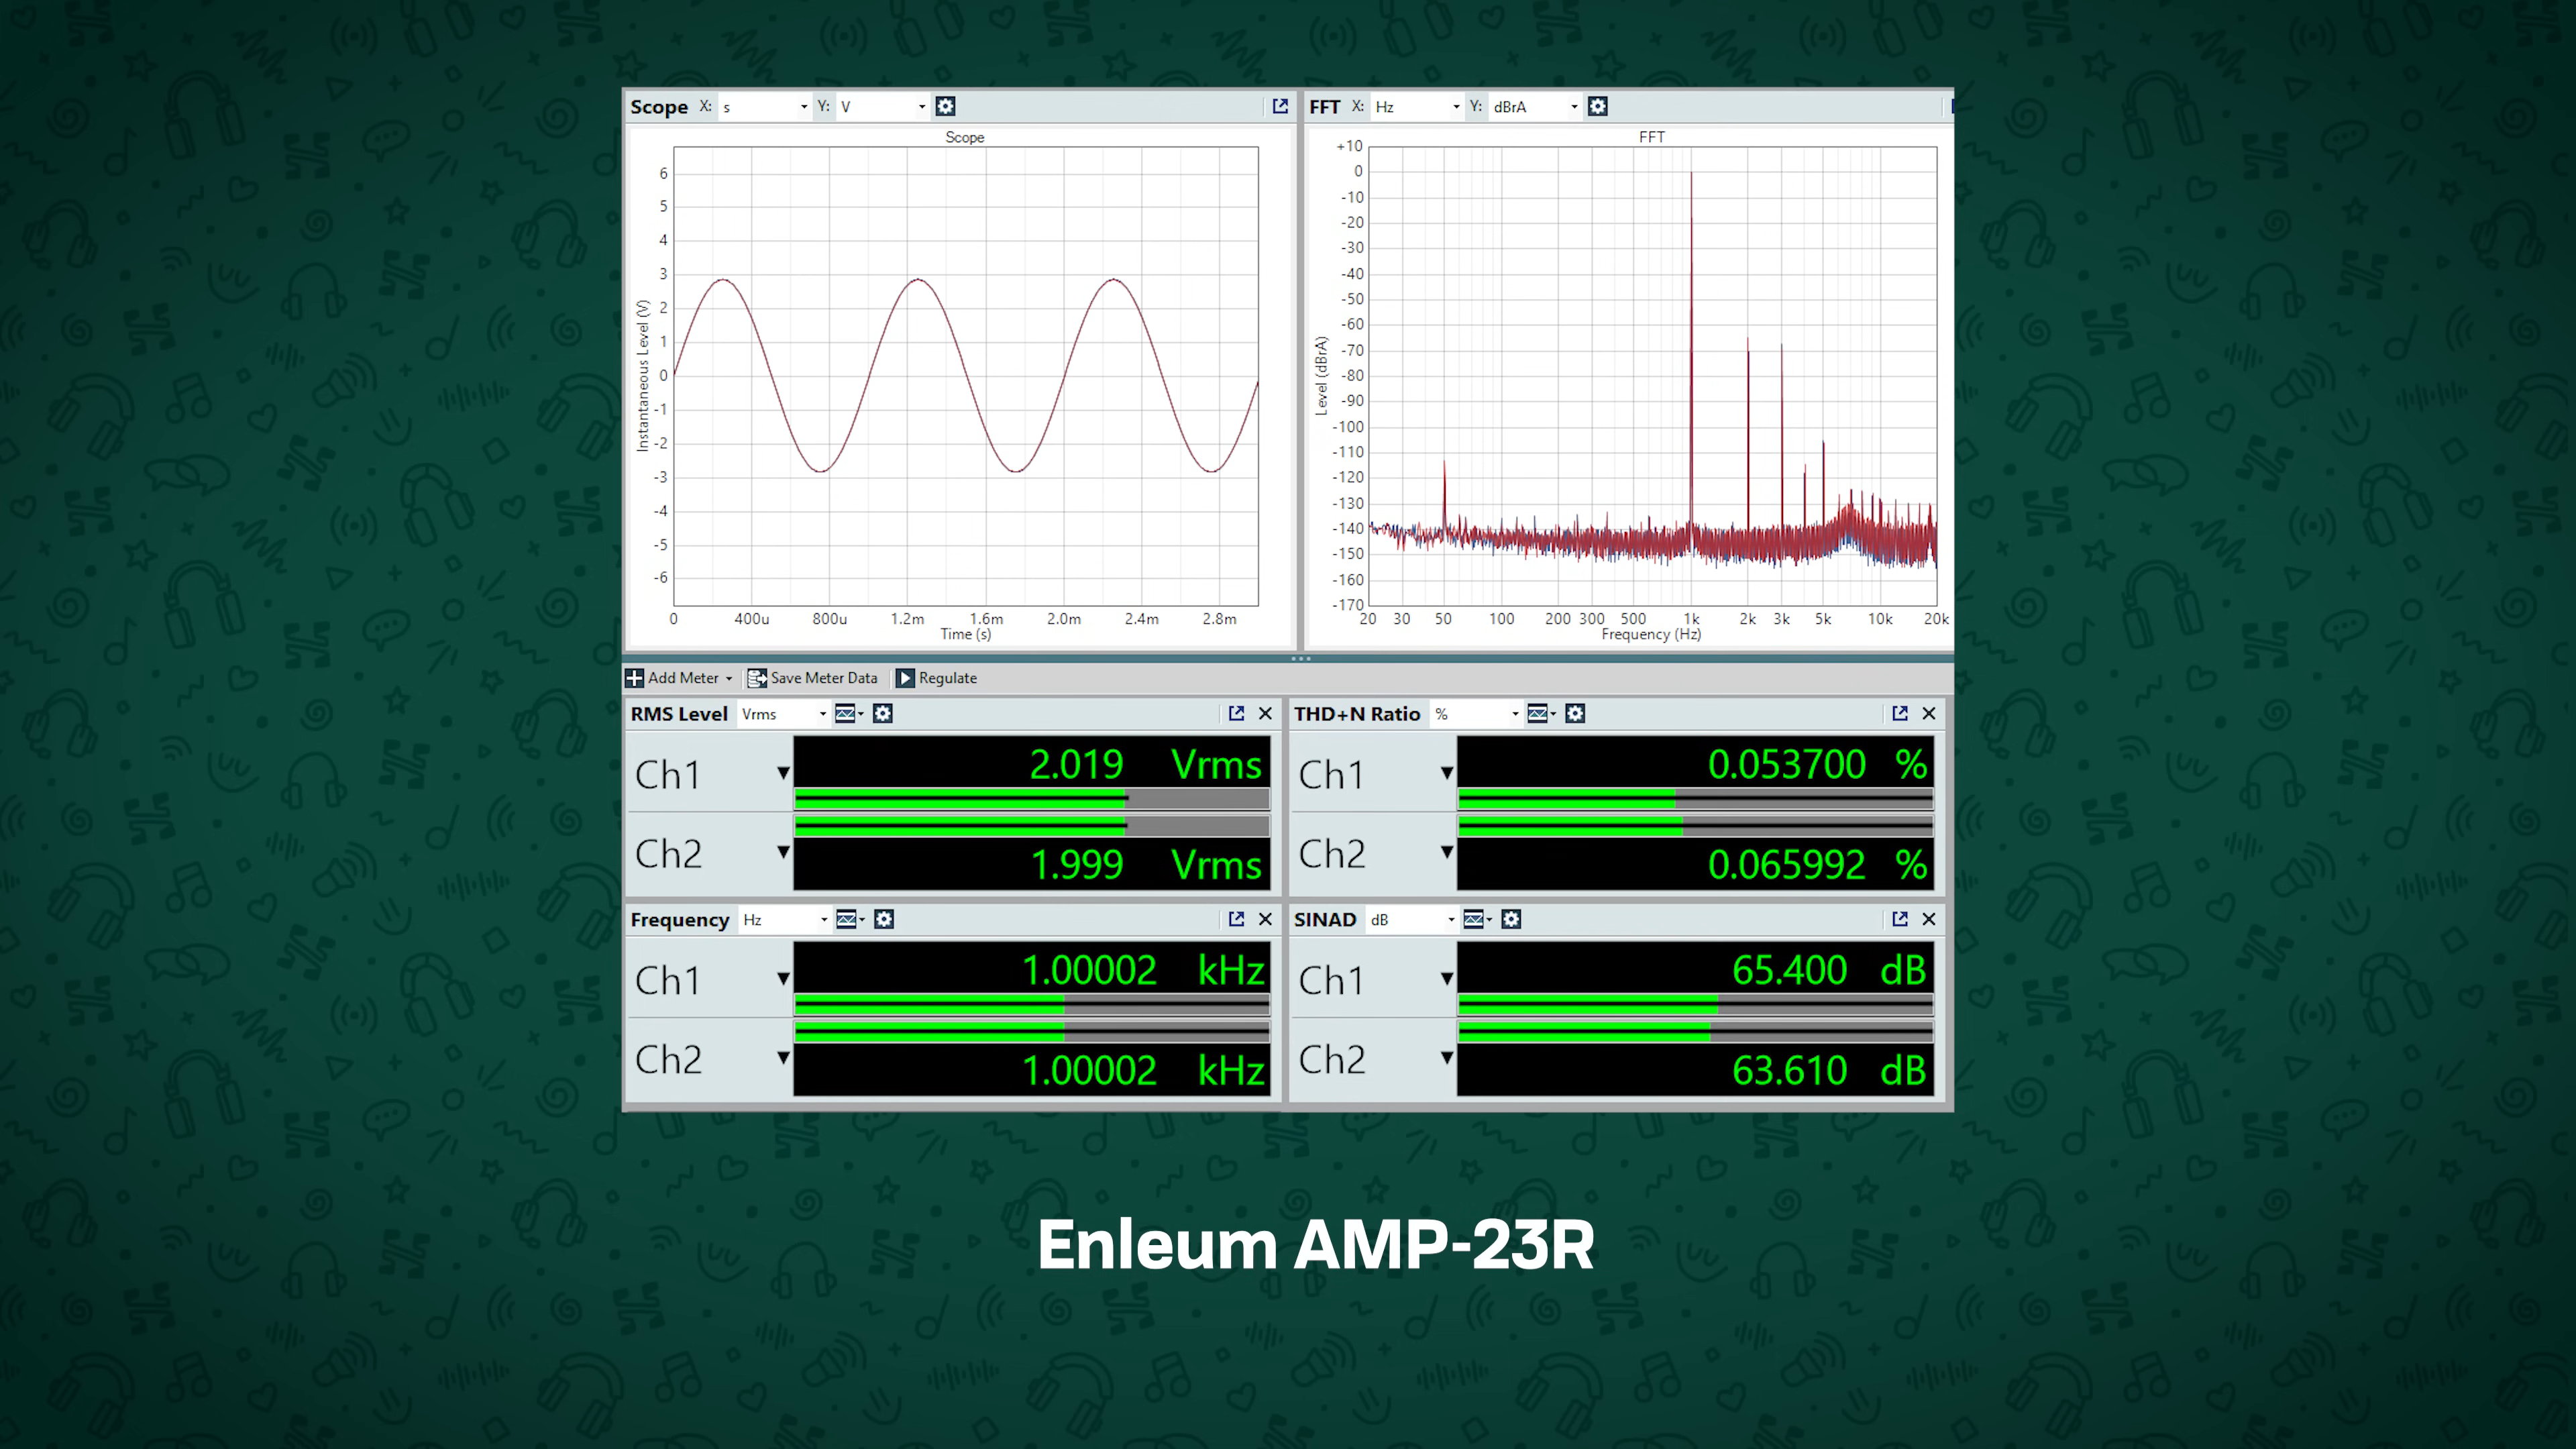 Scope X: s Y: V
Scope
6
5
4
3
2
1
0
-1
-2
-3
-4
-5
-6
Instantaneous Level (V)
0 400u 800u 1.2m 1.6m 2.0m 2.4m 2.8m
Time (s)
FFT X: Hz Y: dBrA
FFT
+10
0
-10
-20
-30
-40
-50
-60
-70
-80
-90
-100
-110
-120
-130
-140
-150
-160
-170
Level (dBrA)
20 30 50 100 200 300 500 1k 2k 3k 5k 10k 20k
Frequency (Hz)
Add Meter Save Meter Data Regulate
RMS Level Vrms
Ch1 2.019 Vrms
Ch2 1.999 Vrms
THD+N Ratio %
Ch1 0.053700 %
Ch2 0.065992 %
Frequency Hz
Ch1 1.00002 kHz
Ch2 1.00002 kHz
SINAD dB
Ch1 65.400 dB
Ch2 63.610 dB
Enleum AMP-23R